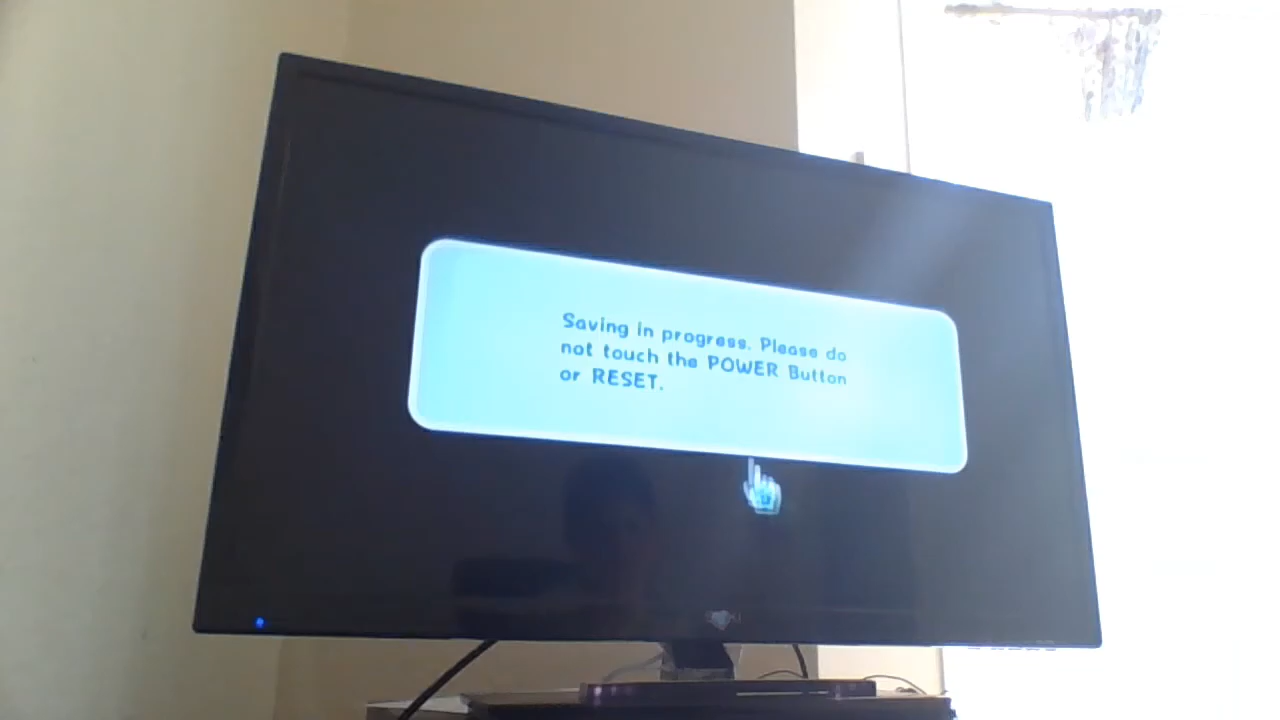 Saving in progress. Please do
not touch the POWER Button
or RESET.